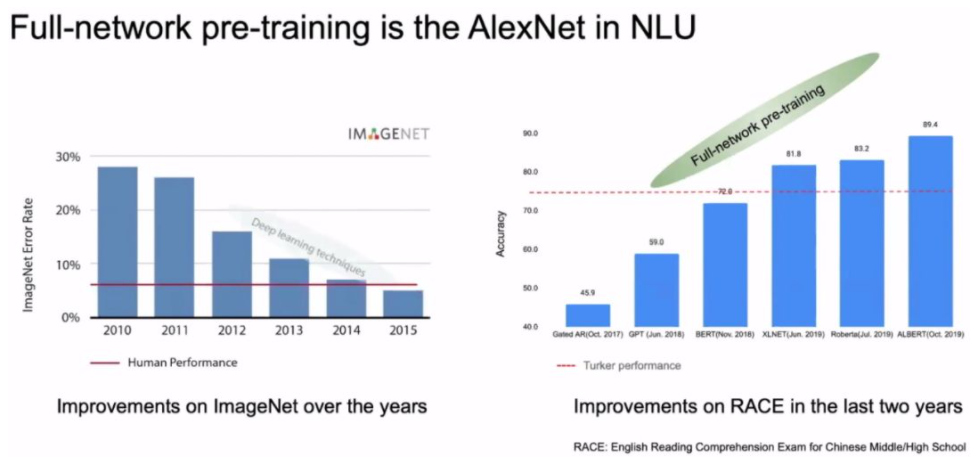 Full-network pre-training is the AlexNet in NLU
IMAGENET
30%
20%
10%
0%
ImageNet Error Rate
Deep learning techniques
2010 2011 2012 2013 2014 2015
Human Performance
Improvements on ImageNet over the years
Full-network pre-training
90.0
80.0
70.0
60.0
50.0
40.0
Accuracy
45.9
59.0
72.0
81.8
83.2
89.4
Gated AR(Oct. 2017) GPT (Jun. 2018) BERT(Nov. 2018) XLNET(Jun. 2019) Roberta(Jul. 2019) ALBERT(Oct. 2019)
Turker performance
Improvements on RACE in the last two years
RACE: English Reading Comprehension Exam for Chinese Middle/High School